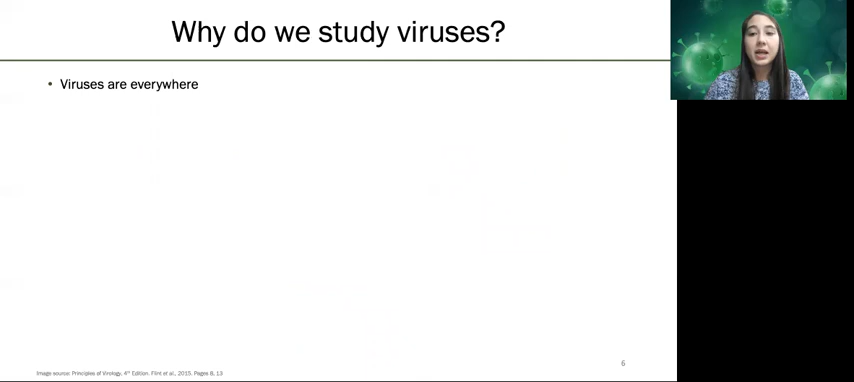 Why do we study viruses?
• Viruses are everywhere
6
Image source: Principles of Virology, 4th Edition. Flint et al., 2015. Pages 8, 13